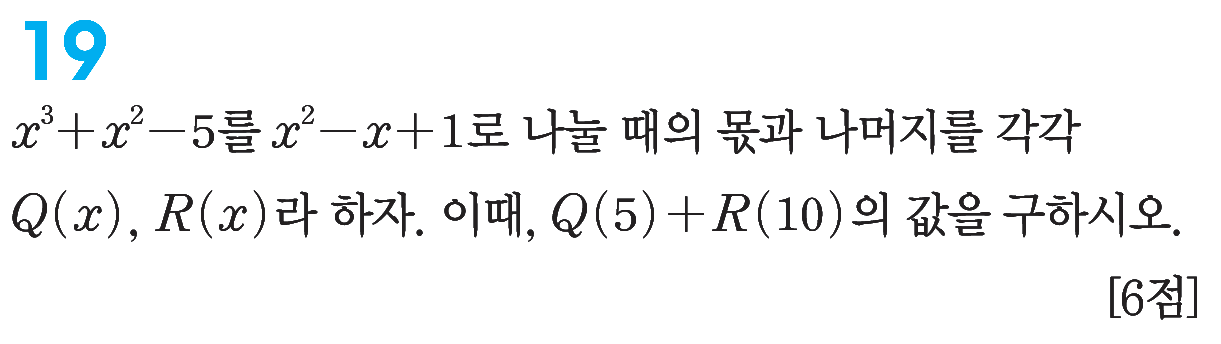 19
x³+x²−5를 x²−x+1로 나눌 때의 몫과 나머지를 각각
Q(x), R(x)라 하자. 이때, Q(5)+R(10)의 값을 구하시오.
[6점]